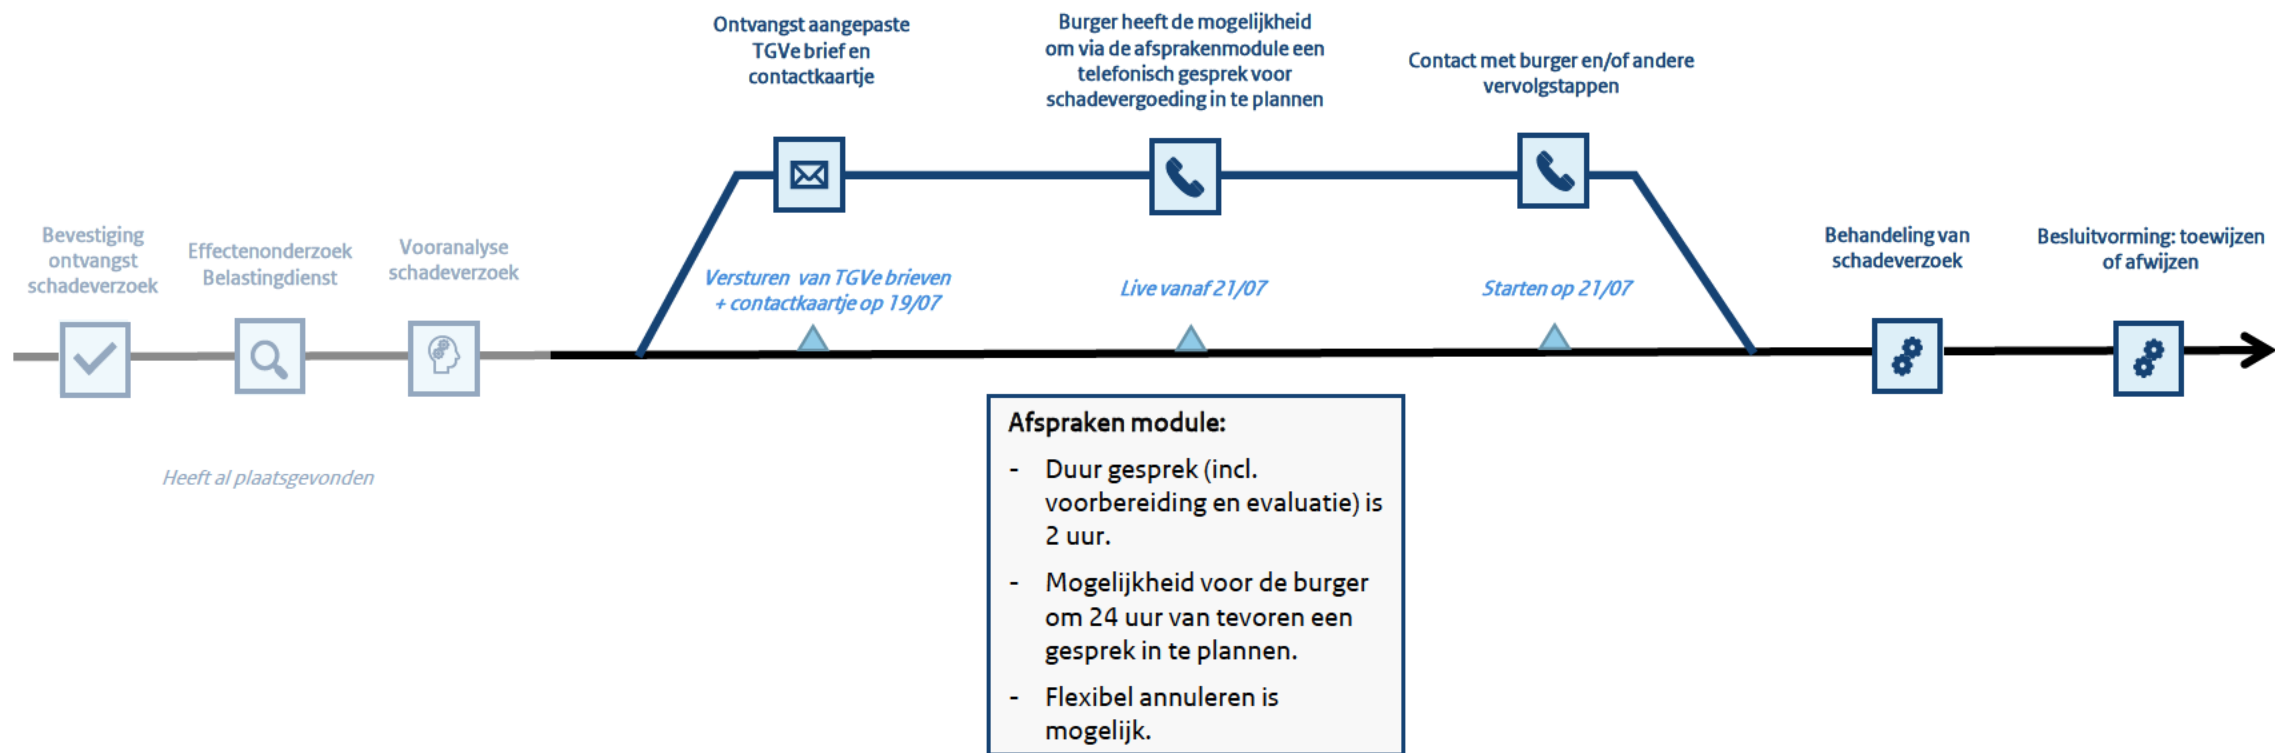 Ontvangst aangepaste
TGVe brief en
contactkaartje
Burger heeft de mogelijkheid
om via de afsprakenmodule een
telefonisch gesprek voor
schadevergoeding in te plannen
Contact met burger en/of andere
vervolgstappen
Bevestiging
ontvangst
schadeverzoek
Effectenonderzoek
Belastingdienst
Vooranalyse
schadeverzoek
Versturen van TGVe brieven
+ contactkaartje op 19/07
Live vanaf 21/07
Starten op 21/07
Behandeling van
schadeverzoek
Besluitvorming: toewijzen
of afwijzen
Heeft al plaatsgevonden
Afspraken module:
- Duur gesprek (incl.
voorbereiding en evaluatie) is
2 uur.
- Mogelijkheid voor de burger
om 24 uur van tevoren een
gesprek in te plannen.
- Flexibel annuleren is
mogelijk.